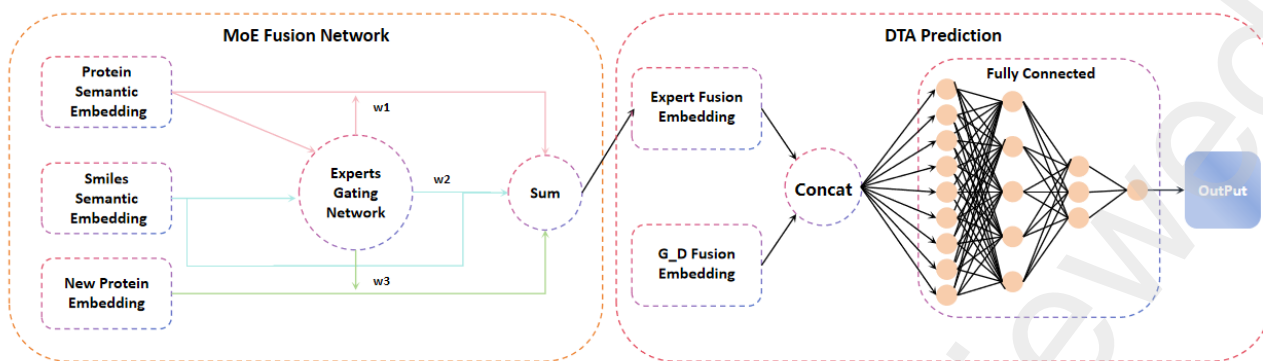 MoE Fusion Network
Protein
Semantic
Embedding
Smiles
Semantic
Embedding
New Protein
Embedding
Experts
Gating
Network
w1
w2
w3
Sum
DTA Prediction
Expert Fusion
Embedding
G_D Fusion
Embedding
Concat
Fully Connected
OutPut